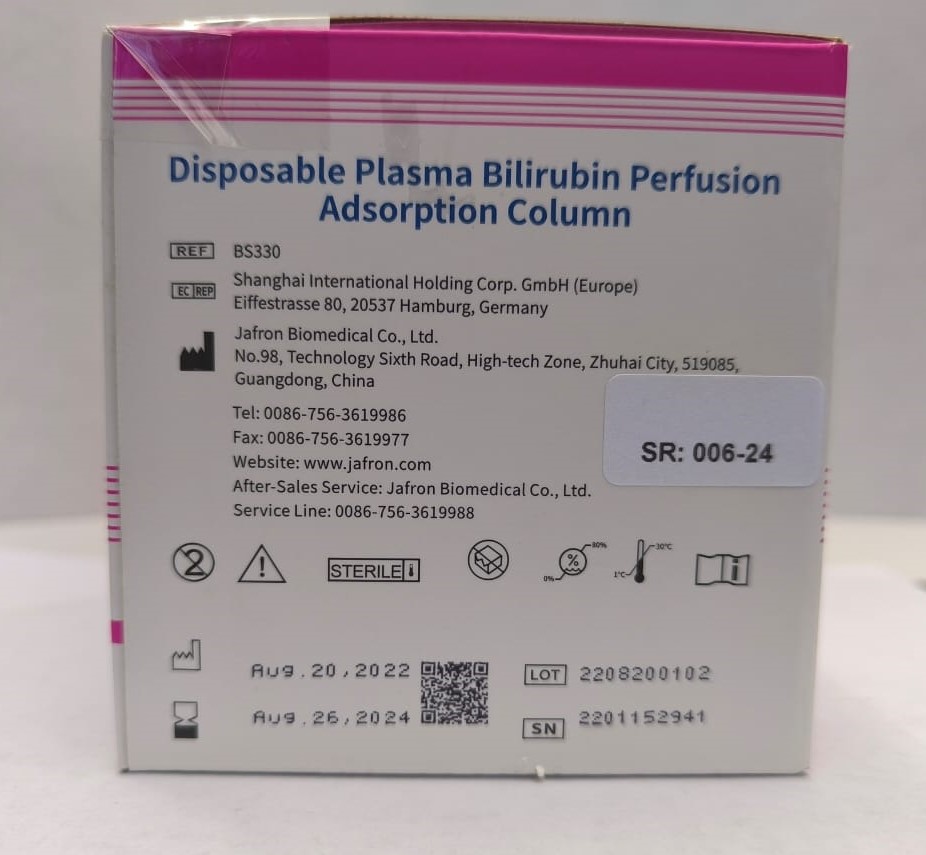 Disposable Plasma Bilirubin Perfusion
Adsorption Column
REF BS330
EC REP Shanghai International Holding Corp. GmbH (Europe)
Eiffestrasse 80, 20537 Hamburg, Germany
Jafron Biomedical Co., Ltd.
No.98, Technology Sixth Road, High-tech Zone, Zhuhai City, 519085,
Guangdong, China
Tel: 0086-756-3619986
Fax: 0086-756-3619977
Website: www.jafron.com
After-Sales Service: Jafron Biomedical Co., Ltd.
Service Line: 0086-756-3619988
SR: 006-24
2 ! STERILE i 0% % 80% 1°C 30°C i
Aug.20,2022 LOT 2208200102
Aug.26,2024 SN 2201152941